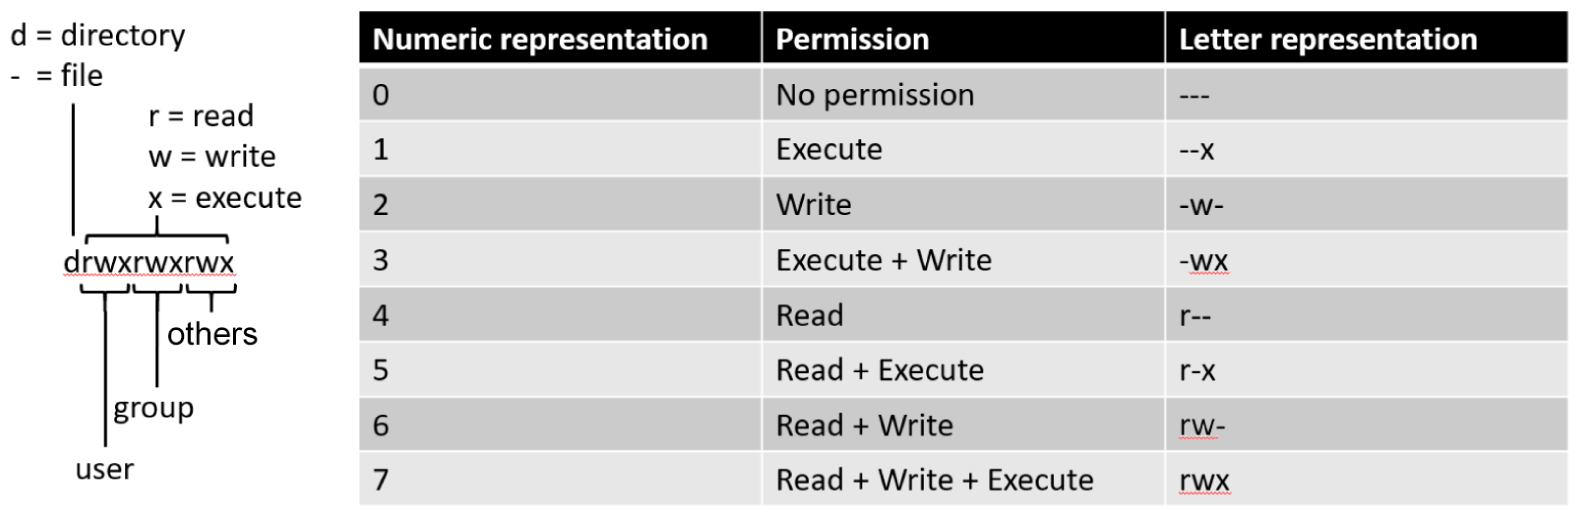 d = directory
- = file
r = read
w = write
x = execute
drwxrwxrwx
others
group
user
Numeric representation Permission Letter representation
0 No permission ---
1 Execute --x
2 Write -w-
3 Execute + Write -wx
4 Read r--
5 Read + Execute r-x
6 Read + Write rw-
7 Read + Write + Execute rwx